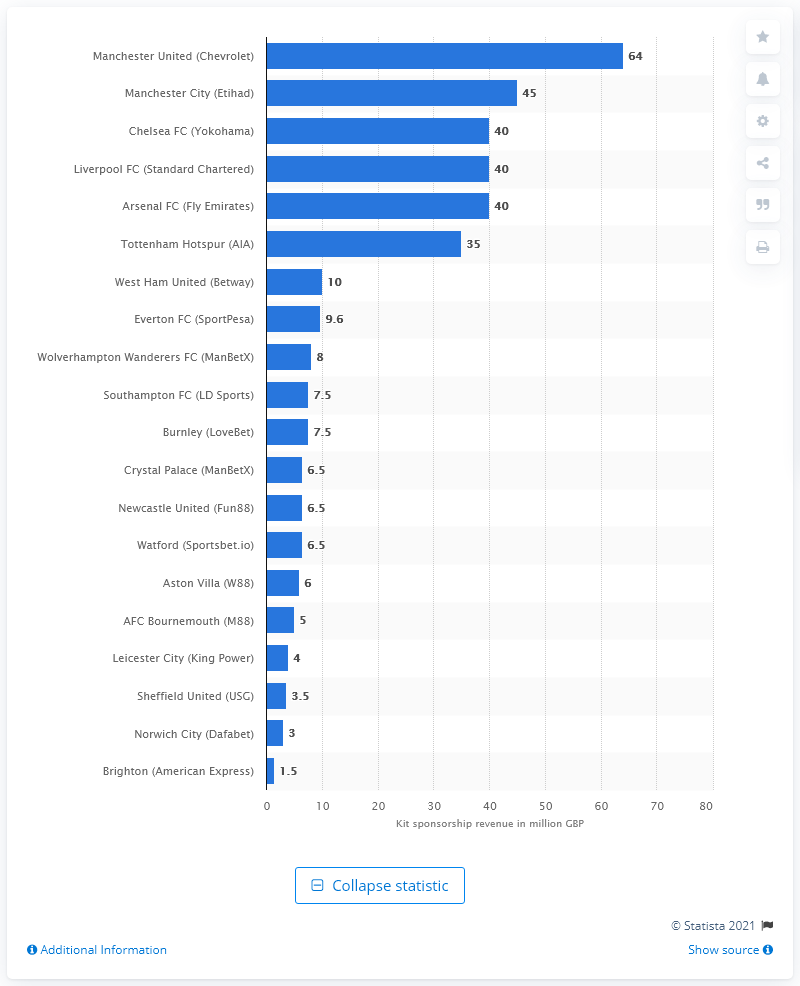 Manchester United (Chevrolet) 64
Manchester City (Etihad) 45
Chelsea FC (Yokohama) 40
Liverpool FC (Standard Chartered) 40
Arsenal FC (Fly Emirates) 40
Tottenham Hotspur (AIA) 35
West Ham United (Betway) 10
Everton FC (SportPesa) 9.6
Wolverhampton Wanderers FC (ManBetX) 8
Southampton FC (LD Sports) 7.5
Burnley (LoveBet) 7.5
Crystal Palace (ManBetX) 6.5
Newcastle United (Fun88) 6.5
Watford (Sportsbet.io) 6.5
Aston Villa (W88) 6
AFC Bournemouth (M88) 5
Leicester City (King Power) 4
Sheffield United (USG) 3.5
Norwich City (Dafabet) 3
Brighton (American Express) 1.5
0 10 20 30 40 50 60 70 80
Kit sponsorship revenue in million GBP
Collapse statistic
© Statista 2021
Additional Information
Show source